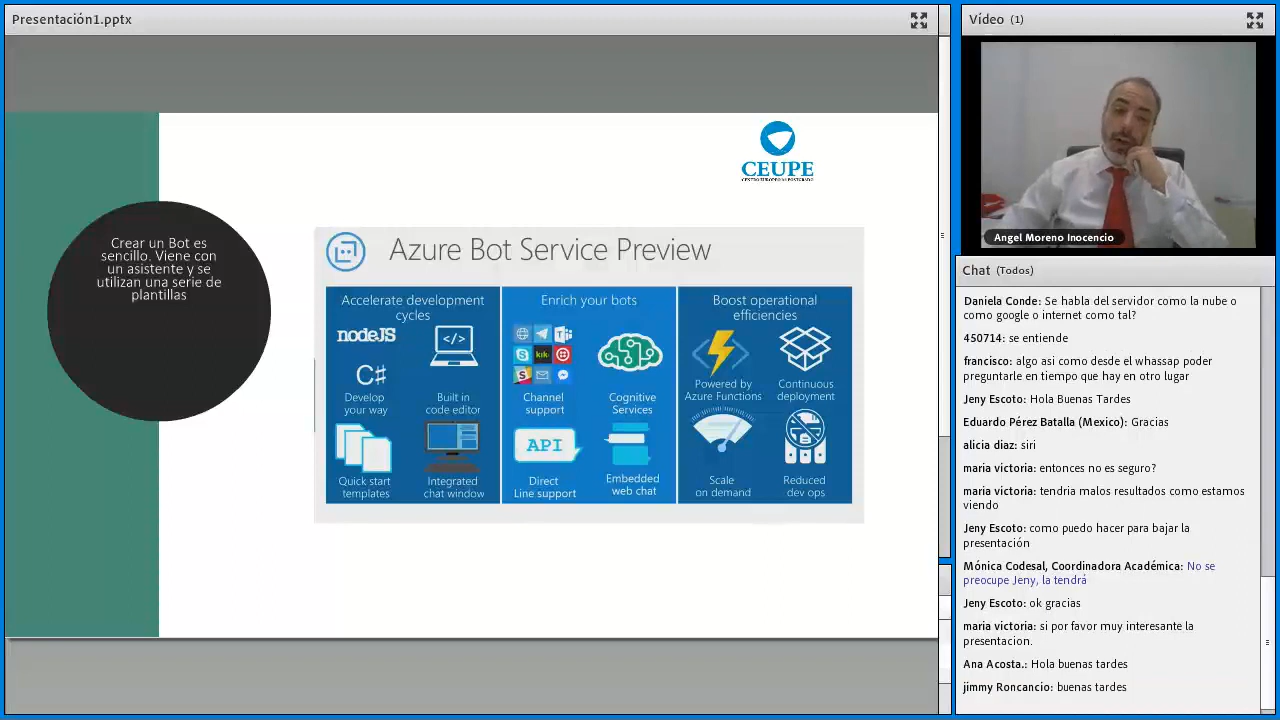 Presentación1.pptx
CEUPE
CENTRO EUROPEO DE POSTGRADO
Crear un Bot es
sencillo. Viene con
un asistente y se
utilizan una serie de
plantillas
Azure Bot Service Preview
Accelerate development
cycles
nodeJS
</>
C#
Develop
your way
Built in
code editor
Quick start
templates
Integrated
chat window
Enrich your bots
kik
Channel
support
Cognitive
Services
API
Direct
Line support
Embedded
web chat
Boost operational
efficiencies
Powered by
Azure Functions
Continuous
deployment
Scale
on demand
Reduced
dev ops
Vídeo (1)
Angel Moreno Inocencio
Chat (Todos)
Daniela Conde: Se habla del servidor como la nube o
como google o internet como tal?
450714: se entiende
francisco: algo asi como desde el whassap poder
preguntarle en tiempo que hay en otro lugar
Jeny Escoto: Hola Buenas Tardes
Eduardo Pérez Batalla (Mexico): Gracias
alicia diaz: siri
maria victoria: entonces no es seguro?
maria victoria: tendria malos resultados como estamos
viendo
Jeny Escoto: como puedo hacer para bajar la
presentación
Mónica Codesal, Coordinadora Académica: No se
preocupe Jeny, la tendrá
Jeny Escoto: ok gracias
maria victoria: si por favor muy interesante la
presentacion.
Ana Acosta.: Hola buenas tardes
jimmy Roncancio: buenas tardes